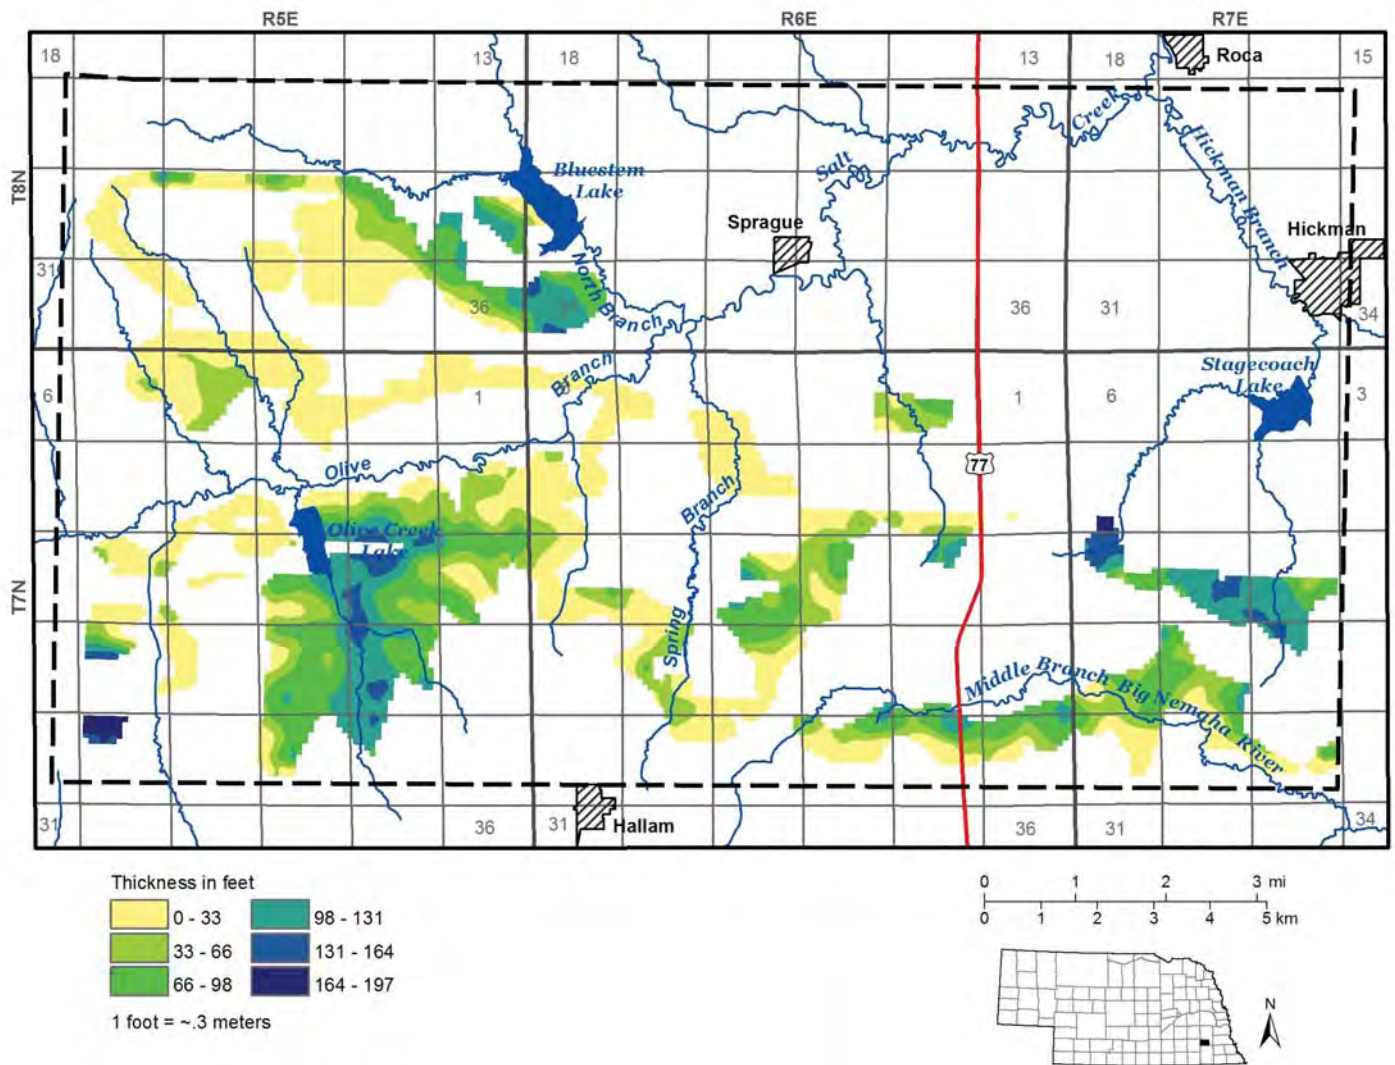 R5E R6E R7E
18 13 18 13 18 Roca 15
Creek
Hickman Branch
T8N
Bluestem
Lake
Salt
Sprague
Hickman
31
North Branch
36 31 36 31 34
Branch
Stagecoach
Lake
6 1 6 1 6 3
Olive
77
Branch
Olive Creek
Lake
T7N
Spring
Middle Branch Big Nemaha River
31 36 31 Hallam 36 31 34
Thickness in feet
0 - 33 98 - 131
33 - 66 131 - 164
66 - 98 164 - 197
1 foot = ~.3 meters
0 1 2 3 mi
0 1 2 3 4 5 km
N